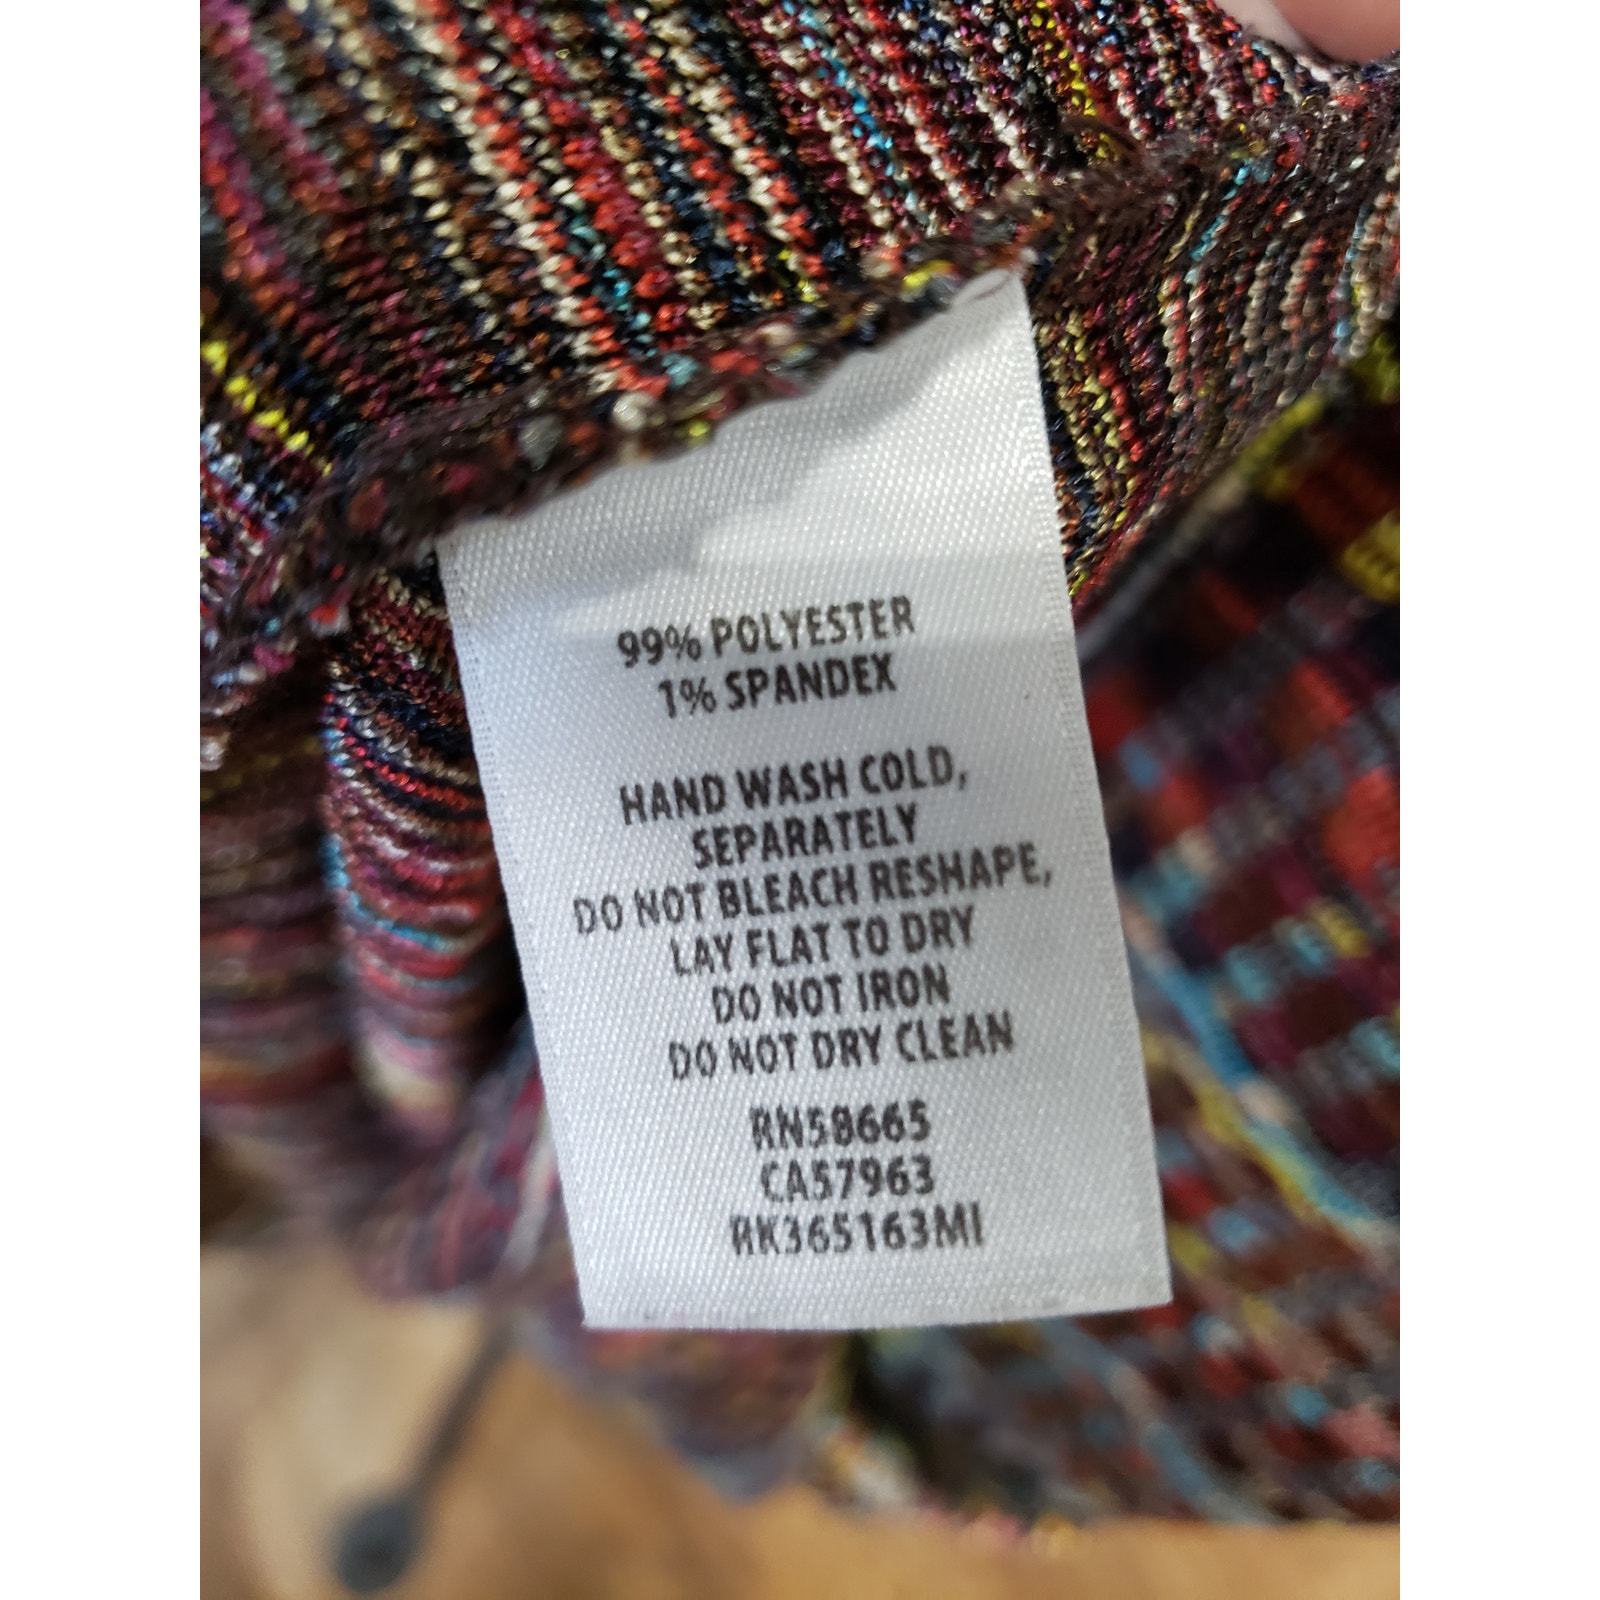 99% POLYESTER
1% SPANDEX
HAND WASH COLD,
SEPARATELY
DO NOT BLEACH RESHAPE,
LAY FLAT TO DRY
DO NOT IRON
DO NOT DRY CLEAN
RN58665
CA57963
RK365163MI